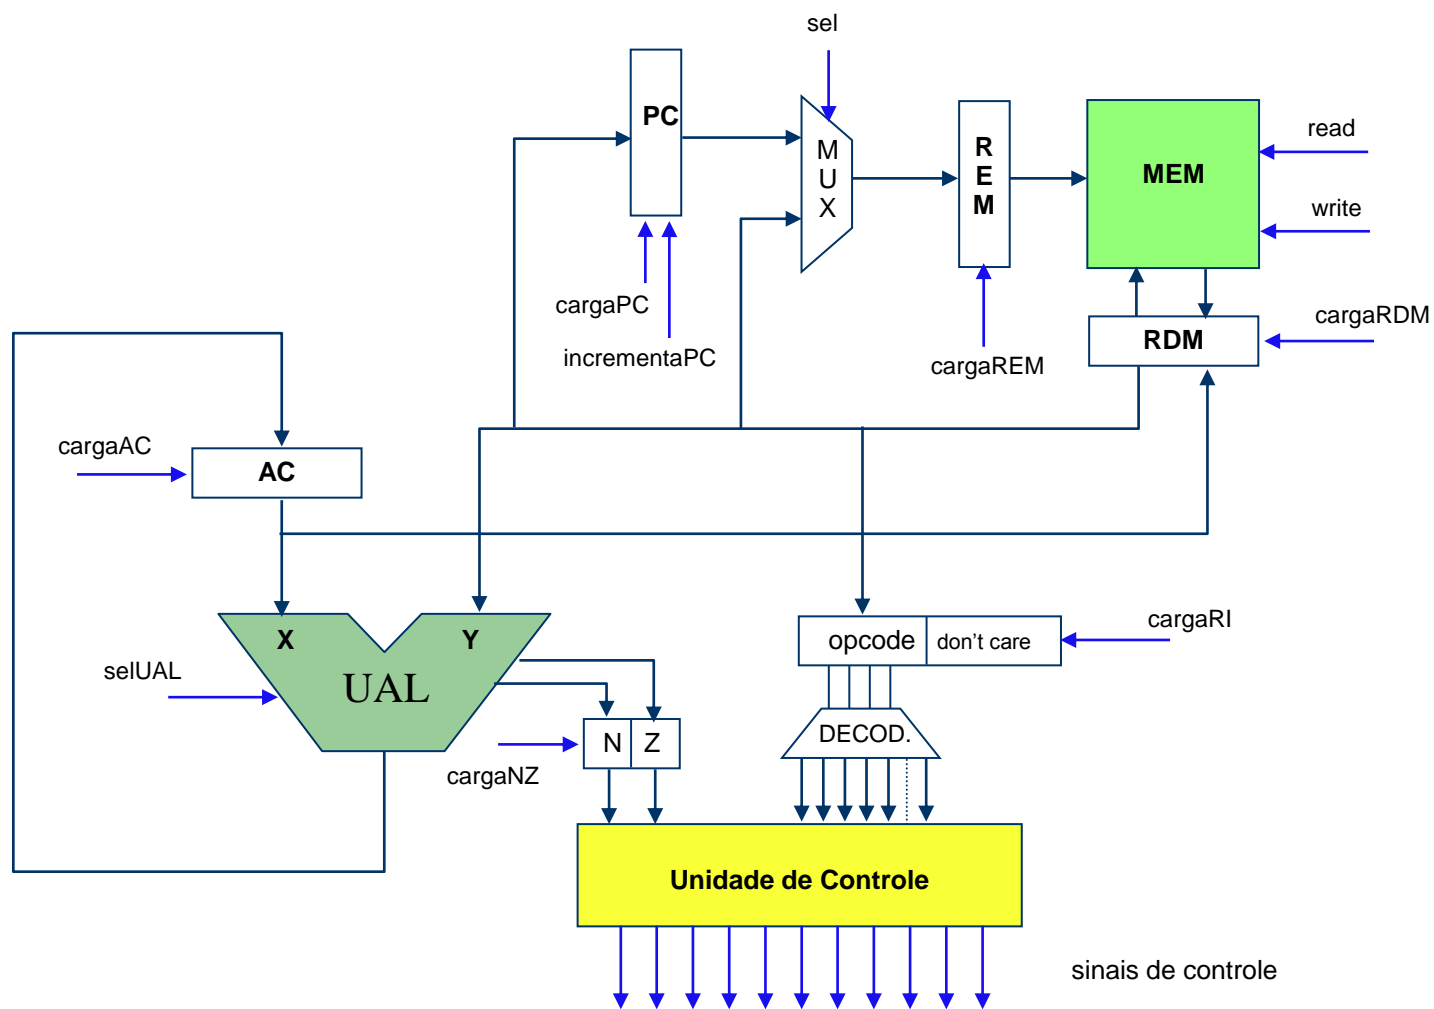 sel
PC
M
U
X
R
E
M
MEM
read
write
cargaPC
incrementaPC
cargaREM
RDM
cargaRDM
cargaAC
AC
X
Y
UAL
selUAL
opcode
don't care
cargaRI
N
Z
cargaNZ
DECOD.
Unidade de Controle
sinais de controle